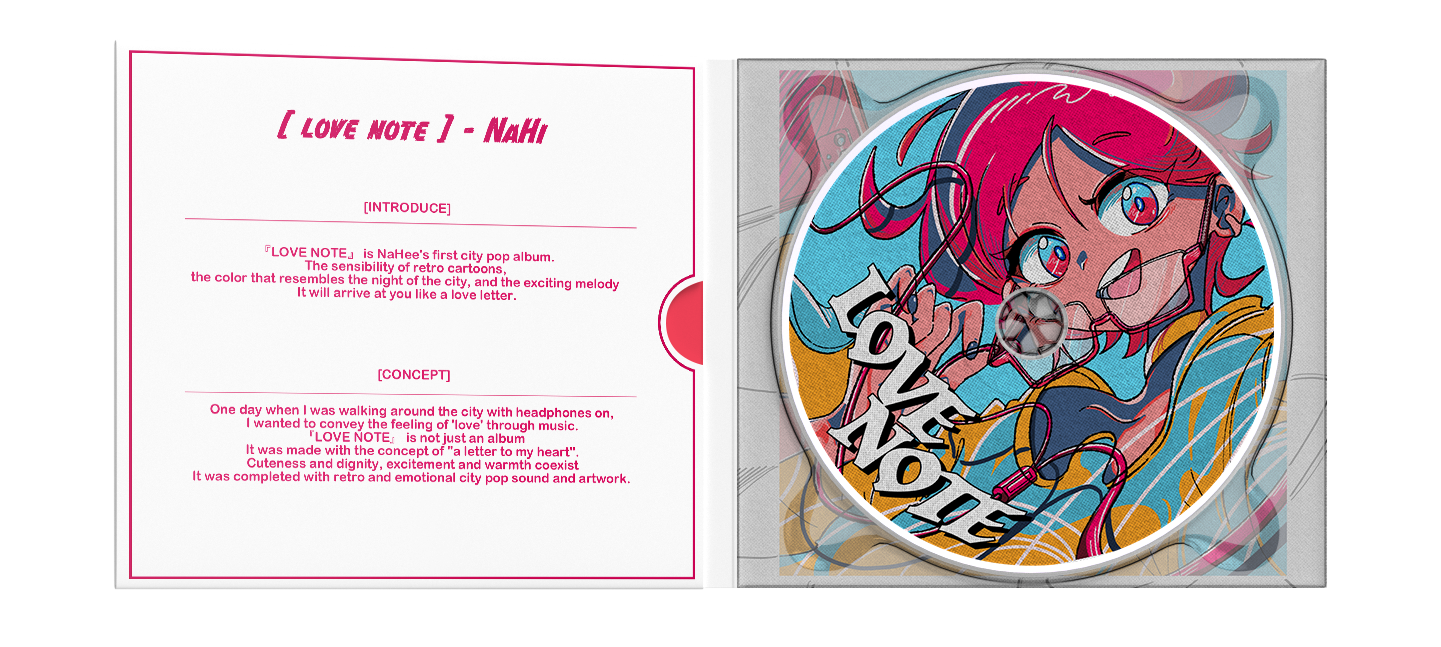 [ LOVE NOTE ] - NAHI
[INTRODUCE]
『LOVE NOTE』 is NaHee's first city pop album.
The sensibility of retro cartoons,
the color that resembles the night of the city, and the exciting melody
It will arrive at you like a love letter.
[CONCEPT]
One day when I was walking around the city with headphones on,
I wanted to convey the feeling of 'love' through music.
『LOVE NOTE』 is not just an album
It was made with the concept of "a letter to my heart".
Cuteness and dignity, excitement and warmth coexist
It was completed with retro and emotional city pop sound and artwork.
LOVE
NOTE